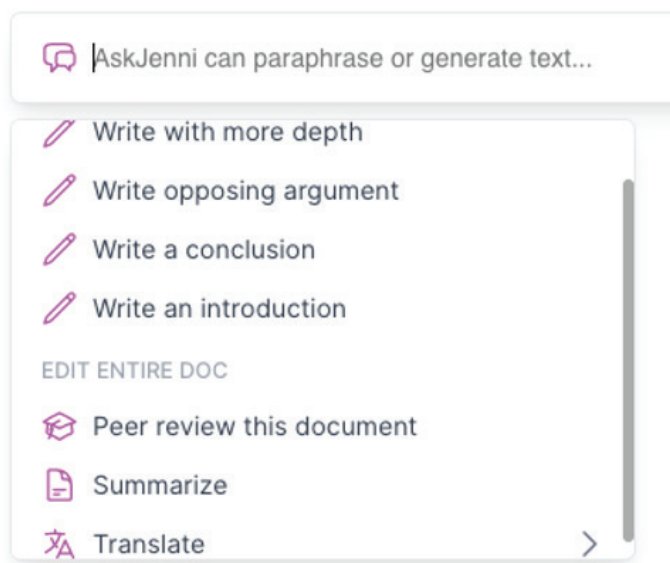 AskJenni can paraphrase or generate text...
Write with more depth
Write opposing argument
Write a conclusion
Write an introduction
EDIT ENTIRE DOC
Peer review this document
Summarize
Translate